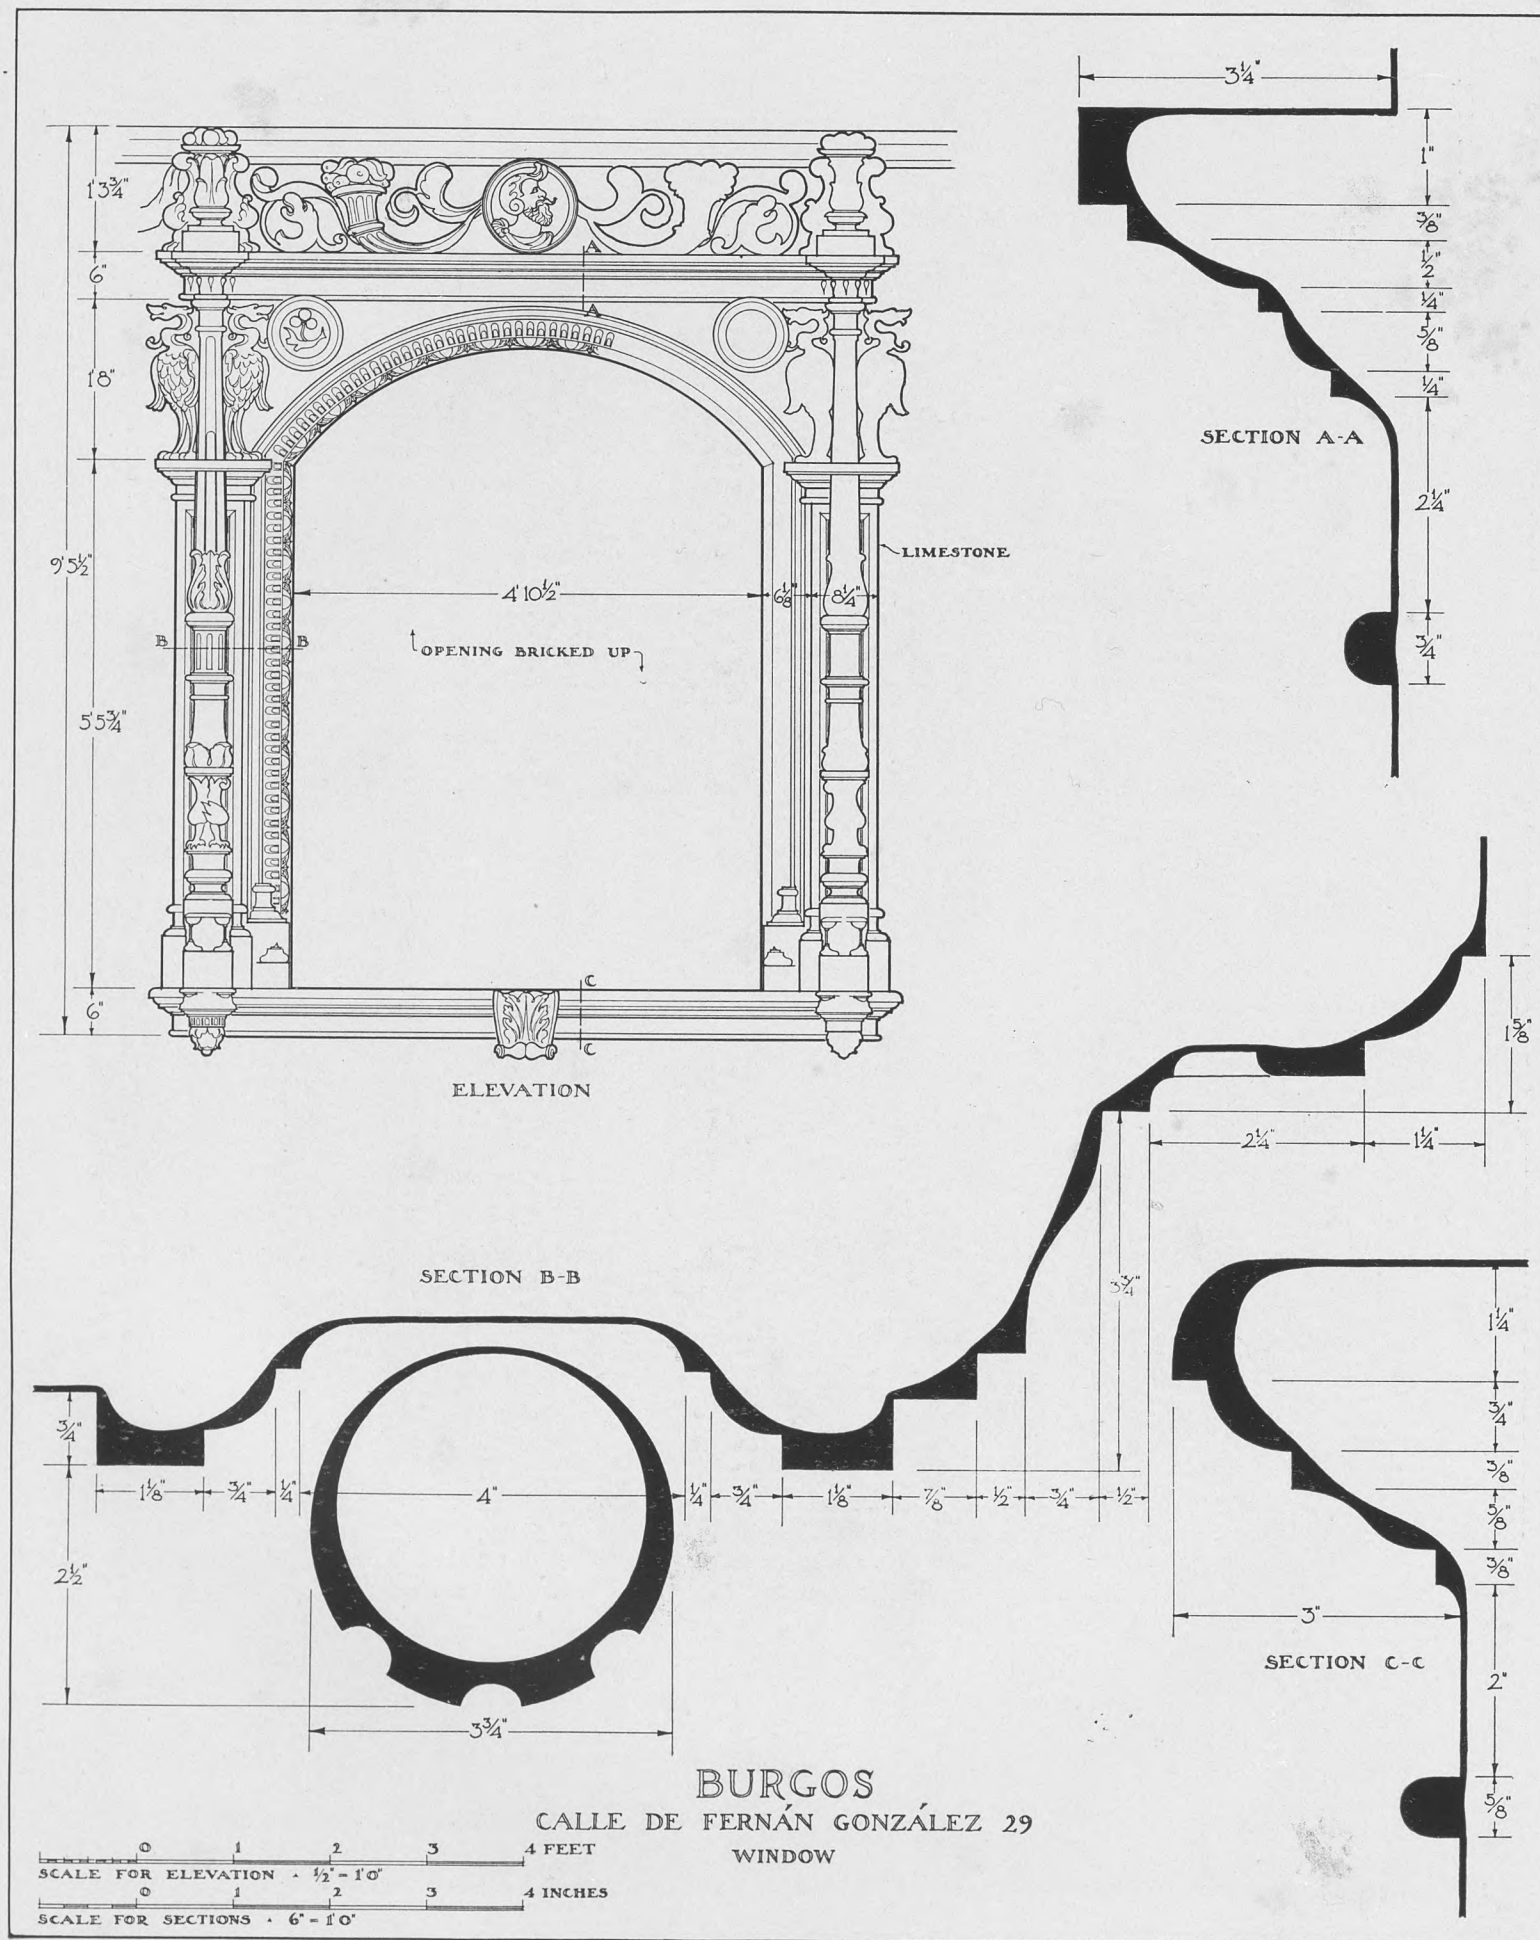 3¼"
1'3¾"
6"
1'8"
9'5½"
5'5¾"
6"
A
A
1"
3/8"
1/2"
1/4"
5/8"
1/4"
2¼"
3/4"
SECTION A-A
LIMESTONE
4'10½"
6⅛"
8¼"
B
B
OPENING BRICKED UP
C
C
ELEVATION
1⅝"
2¼"
1¼"
3¾"
SECTION B-B
3/4"
2½"
1⅛"
3/4"
1/4"
4"
1/4"
3/4"
1⅛"
7/8"
1/2"
3/4"
1/2"
3¾"
1¼"
3/4"
3/8"
5/8"
3/8"
3"
SECTION C-C
2"
5/8"
BURGOS
CALLE DE FERNÁN GONZÁLEZ 29
WINDOW
0 1 2 3 4 FEET
SCALE FOR ELEVATION · ½" = 1'0"
0 1 2 3 4 INCHES
SCALE FOR SECTIONS · 6" = 1'0"